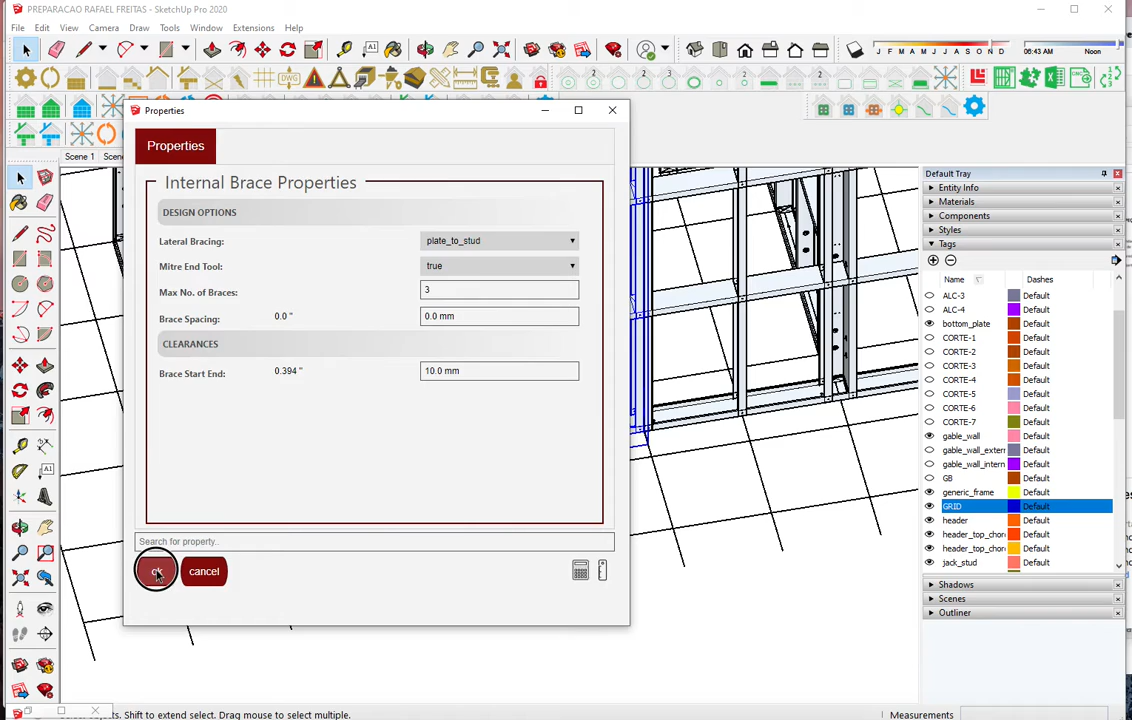 PREPARACAO RAFAEL FREITAS - SketchUp Pro 2020
File Edit View Camera Draw Tools Window Extensions Help
J F M A M J J A S O N D 06:43 AM Noon
Properties
Scene 1
Properties
Internal Brace Properties
DESIGN OPTIONS
Lateral Bracing: plate_to_stud
Mitre End Tool: true
Max No. of Braces: 3
Brace Spacing: 0.0 " 0.0 mm
CLEARANCES
Brace Start End: 0.394 " 10.0 mm
Search for property..
ok cancel
Default Tray
Entity Info
Materials
Components
Styles
Tags
Name Dashes
ALC-3 Default
ALC-4 Default
bottom_plate Default
CORTE-1 Default
CORTE-2 Default
CORTE-3 Default
CORTE-4 Default
CORTE-5 Default
CORTE-6 Default
CORTE-7 Default
gable_wall Default
gable_wall_extern Default
gable_wall_intern Default
GB Default
generic_frame Default
GRID Default
header Default
header_top_chor Default
header_top_chor Default
jack_stud Default
Shadows
Scenes
Outliner
objects. Shift to extend select. Drag mouse to select multiple.
Measurements